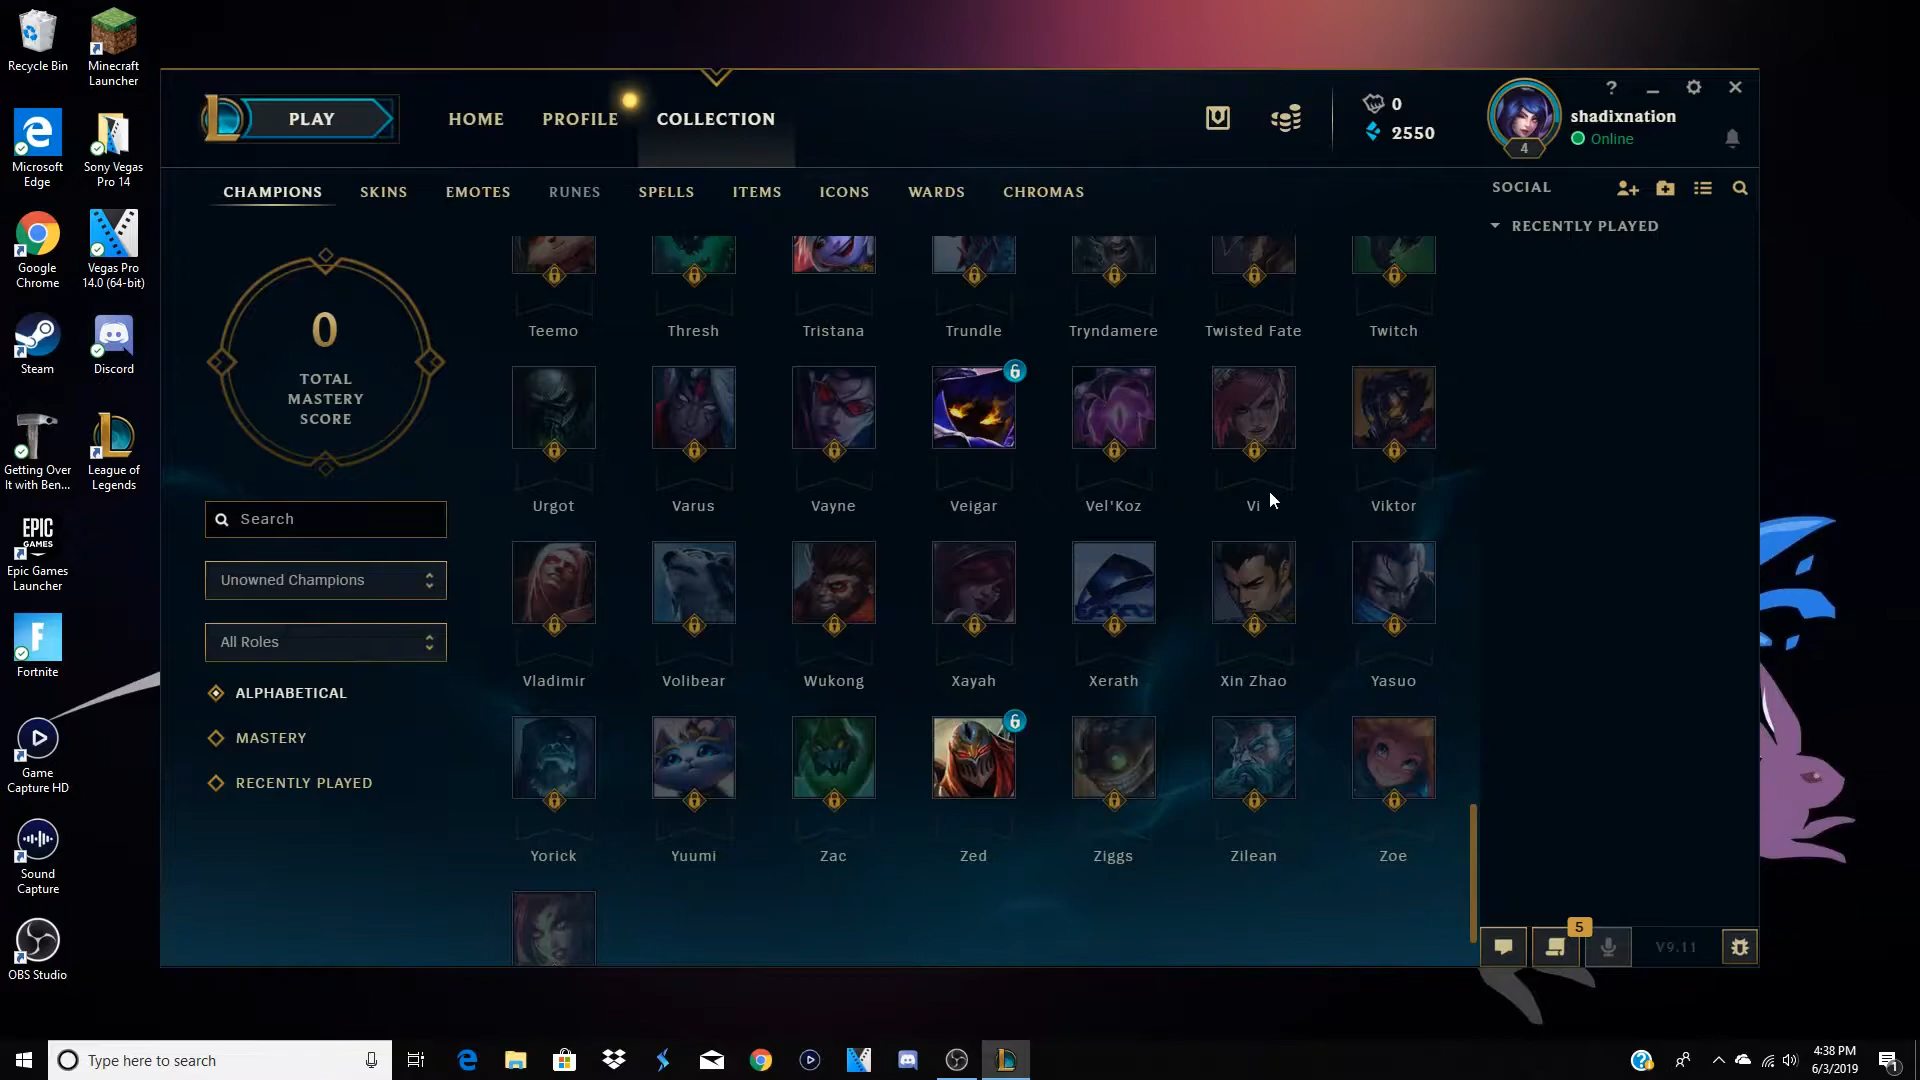 Recycle Bin
Minecraft
Launcher
Microsoft
Edge
Sony Vegas
Pro 14
Google
Chrome
Vegas Pro
14.0 (64-bit)
Steam
Discord
Getting Over
It with Ben...
League of
Legends
EPIC
GAMES
Epic Games
Launcher
Fortnite
Game
Capture HD
Sound
Capture
OBS Studio
PLAY
HOME
PROFILE
COLLECTION
0
2550
?
shadixnation
Online
4
CHAMPIONS
SKINS
EMOTES
RUNES
SPELLS
ITEMS
ICONS
WARDS
CHROMAS
SOCIAL
RECENTLY PLAYED
0
TOTAL
MASTERY
SCORE
Search
Unowned Champions
All Roles
ALPHABETICAL
MASTERY
RECENTLY PLAYED
Teemo
Thresh
Tristana
Trundle
Tryndamere
Twisted Fate
Twitch
Urgot
Varus
Vayne
Veigar
Vel'Koz
Vi
Viktor
Vladimir
Volibear
Wukong
Xayah
Xerath
Xin Zhao
Yasuo
Yorick
Yuumi
Zac
Zed
Ziggs
Zilean
Zoe
5
V9.11
Type here to search
4:38 PM
6/3/2019
1